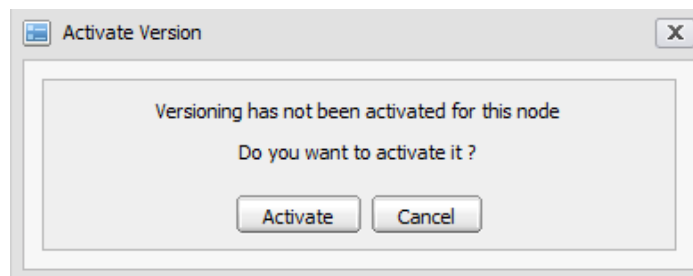 Activate Version
Versioning has not been activated for this node
Do you want to activate it ?
Activate Cancel